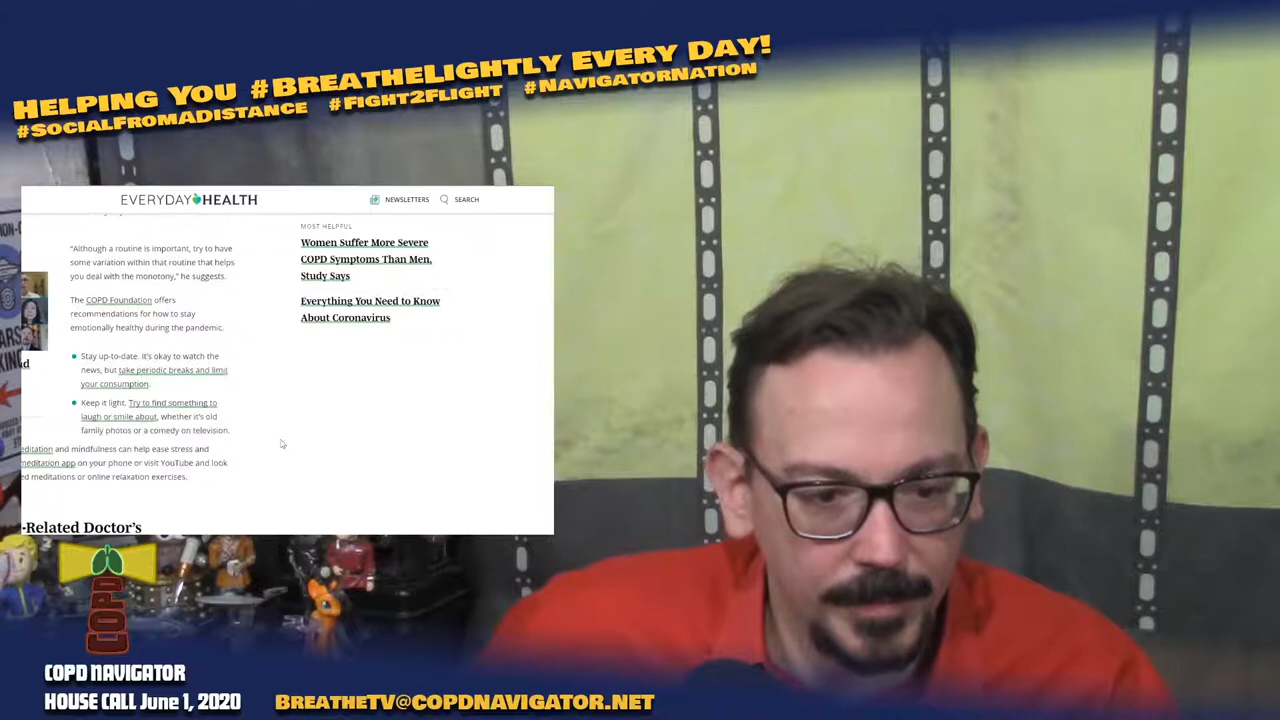 HELPING YOU #BREATHELIGHTLY EVERY DAY!
#SOCIALFROMADISTANCE #FIGHT2FLIGHT #NAVIGATORNATION
EVERYDAY HEALTH
NEWSLETTERS
SEARCH
"Although a routine is important, try to have
some variation within that routine that helps
you deal with the monotony," he suggests.
The COPD Foundation offers
recommendations for how to stay
emotionally healthy during the pandemic.
Stay up-to-date. It's okay to watch the
news, but take periodic breaks and limit
your consumption.
Keep it light. Try to find something to
laugh or smile about, whether it's old
family photos or a comedy on television.
editation and mindfulness can help ease stress and
meditation app on your phone or visit YouTube and look
ed meditations or online relaxation exercises.
-Related Doctor's
MOST HELPFUL
Women Suffer More Severe
COPD Symptoms Than Men,
Study Says
Everything You Need to Know
About Coronavirus
COPD
COPD NAVIGATOR
HOUSE CALL June 1, 2020
BREATHETV@COPDNAVIGATOR.NET